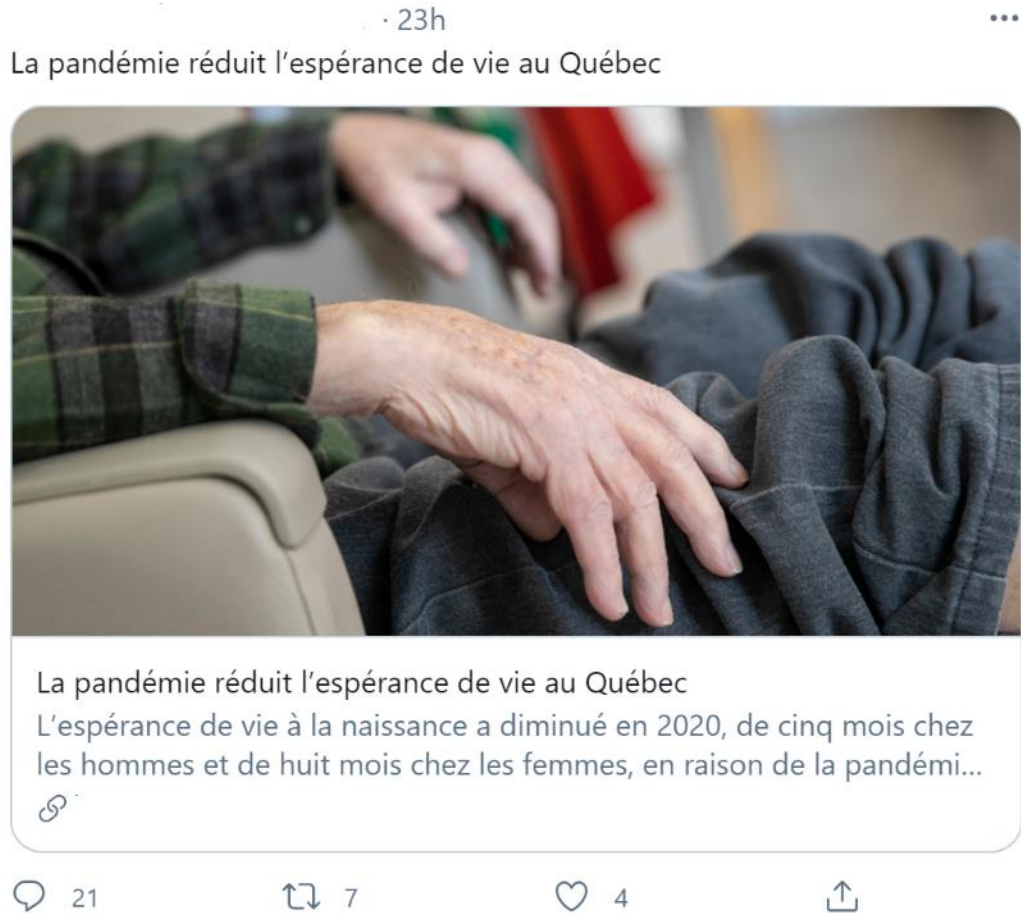 · 23h
La pandémie réduit l'espérance de vie au Québec
La pandémie réduit l'espérance de vie au Québec
L'espérance de vie à la naissance a diminué en 2020, de cinq mois chez
les hommes et de huit mois chez les femmes, en raison de la pandémi...
21 7 4